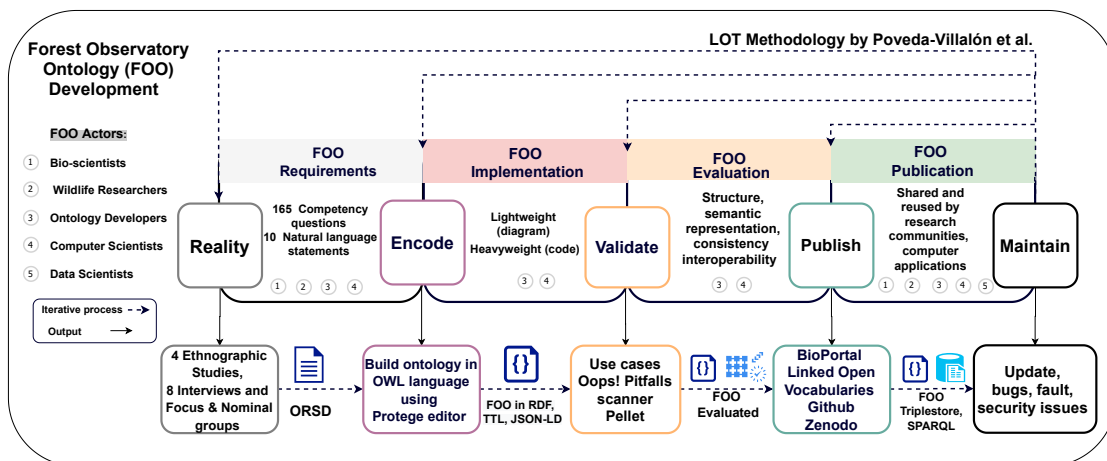 Forest Observatory
Ontology (FOO)
Development
LOT Methodology by Poveda-Villalón et al.
FOO Actors:
1 Bio-scientists
2 Wildlife Researchers
3 Ontology Developers
4 Computer Scientists
5 Data Scientists
Iterative process
Output
FOO
Requirements
FOO
Implementation
FOO
Evaluation
FOO
Publication
Reality
165 Competency
questions
10 Natural language
statements
1 2 3 4
Encode
Lightweight
(diagram)
Heavyweight (code)
3 4
Validate
Structure,
semantic
representation,
consistency
interoperability
3 4
Publish
Shared and
reused by
research
communities,
computer
applications
1 2 3 4 5
Maintain
4 Ethnographic
Studies,
8 Interviews and
Focus & Nominal
groups
ORSD
Build ontology in
OWL language
using
Protege editor
{}
FOO in RDF,
TTL, JSON-LD
Use cases
Oops! Pitfalls
scanner
Pellet
{}
FOO
Evaluated
BioPortal
Linked Open
Vocabularies
Github
Zenodo
{}
FOO
Triplestore,
SPARQL
Update,
bugs, fault,
security issues